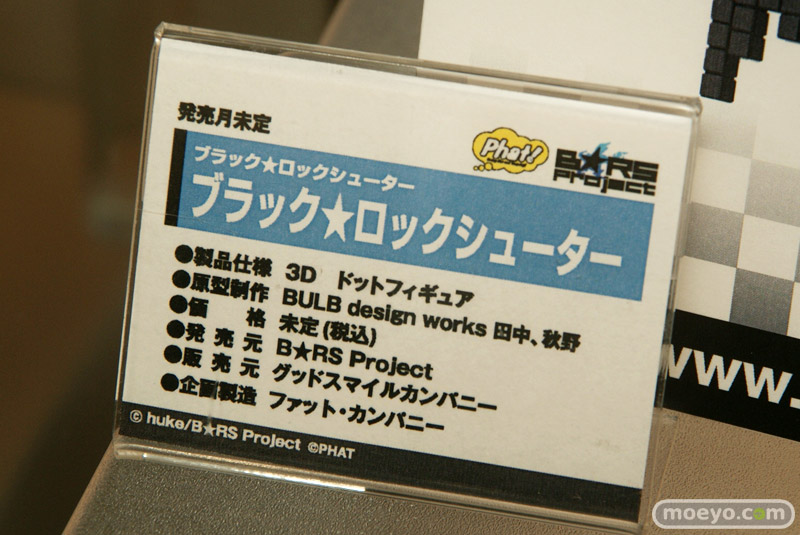 発売月未定
Phat!
B★RS
Project
ブラック★ロックシューター
ブラック★ロックシューター
●製品仕様 3D ドットフィギュア
●原型制作 BULB design works 田中、秋野
●価 格 未定(税込)
●発 売 元 B★RS Project
●販 売 元 グッドスマイルカンパニー
●企画製造 ファット・カンパニー
© huke/B★RS Project ©PHAT
www.
moeyo.com